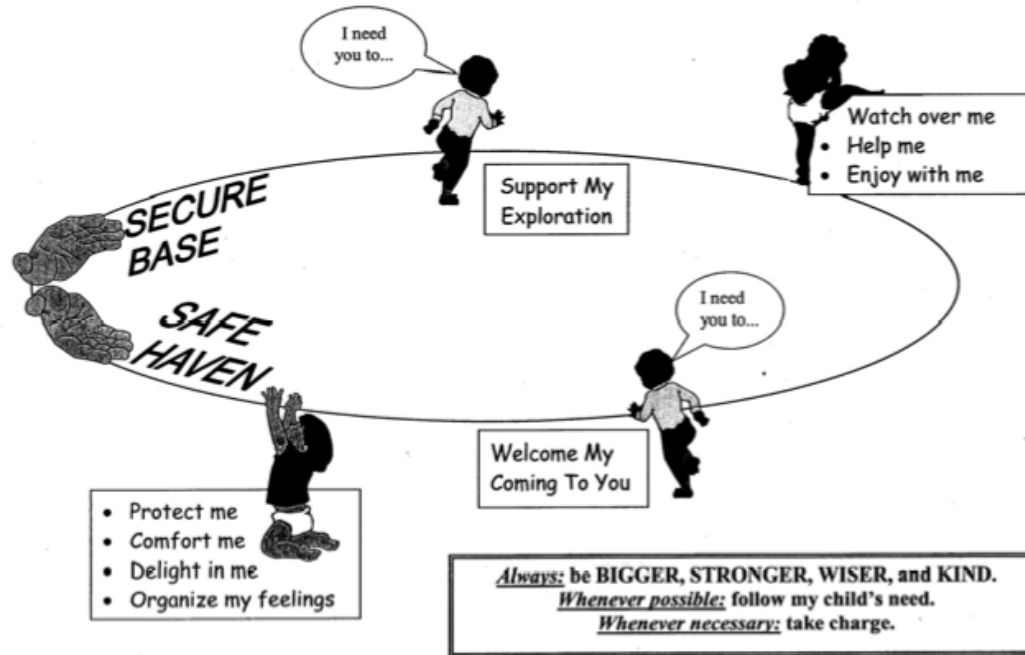 I need
you to...
Watch over me
• Help me
• Enjoy with me
Support My
Exploration
SECURE
BASE
SAFE
HAVEN
I need
you to...
Welcome My
Coming To You
• Protect me
• Comfort me
• Delight in me
• Organize my feelings
Always: be BIGGER, STRONGER, WISER, and KIND.
Whenever possible: follow my child's need.
Whenever necessary: take charge.